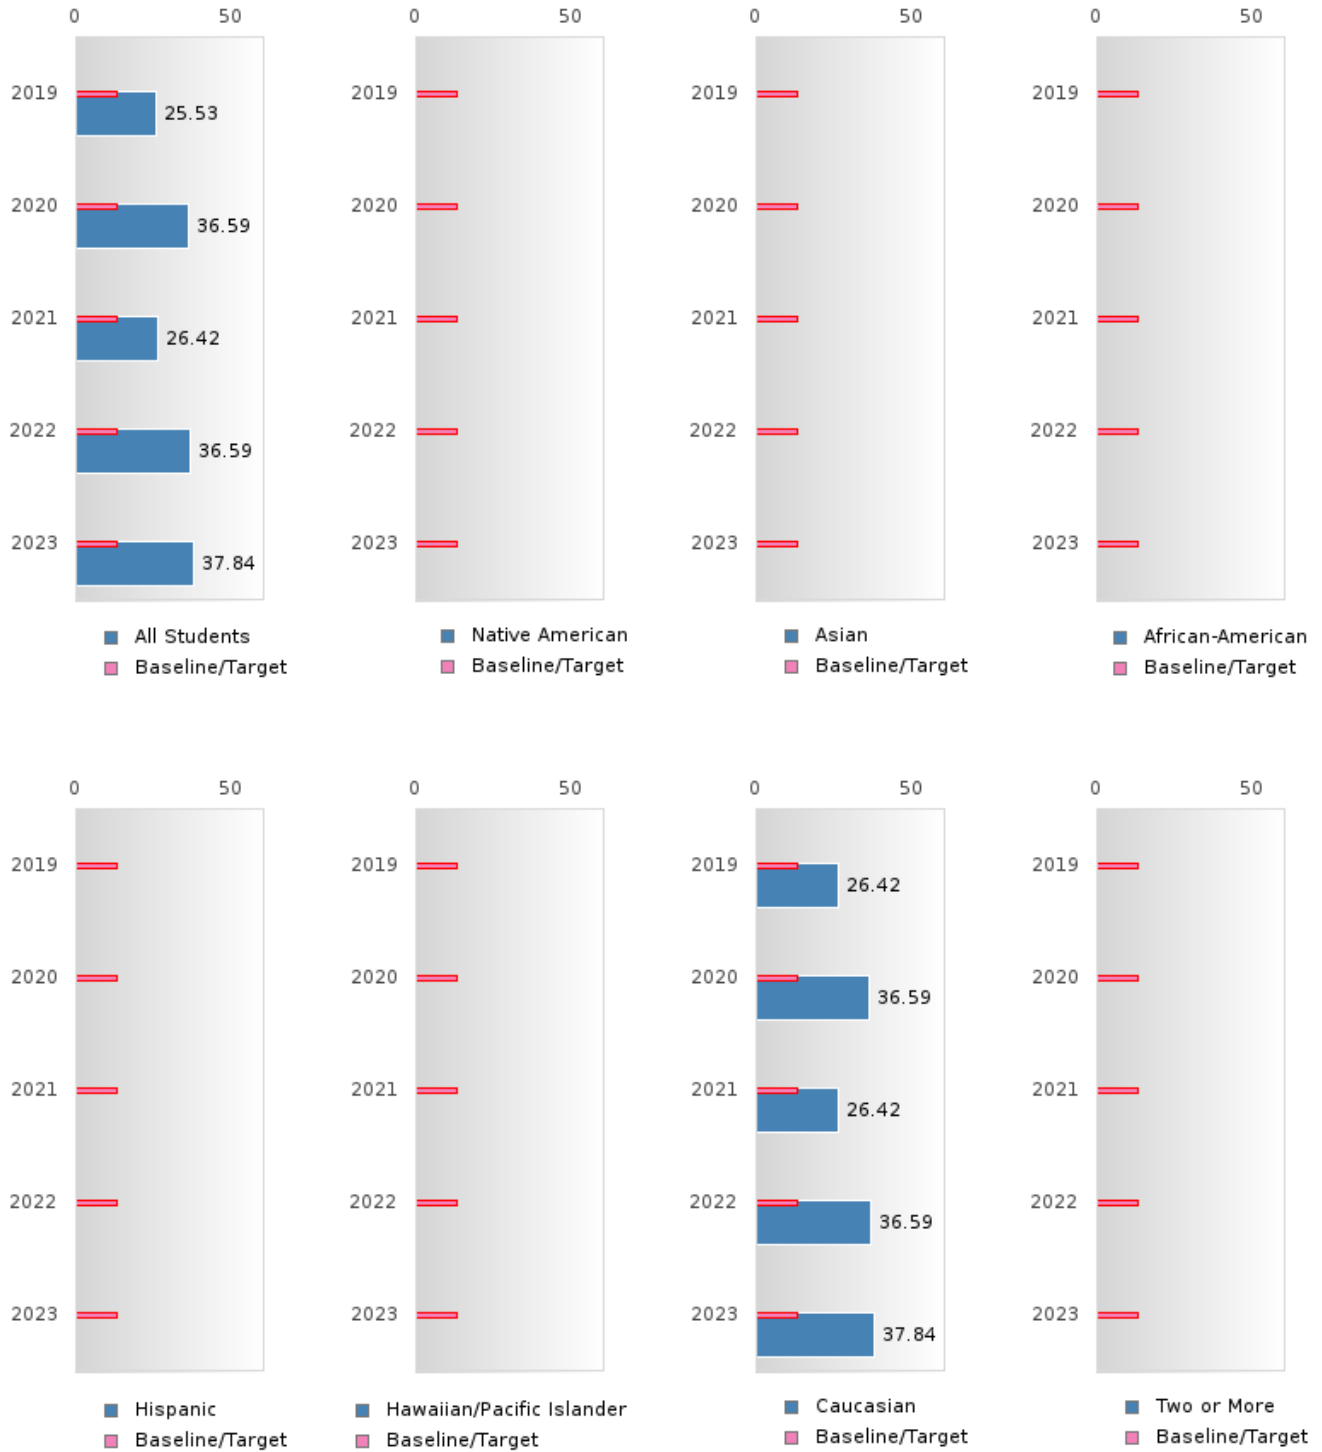 0 50 0 50 0 50 0 50
2019 25.53 2019 2019 2019
2020 36.59 2020 2020 2020
2021 26.42 2021 2021 2021
2022 36.59 2022 2022 2022
2023 37.84 2023 2023 2023
All Students Native American Asian African-American
Baseline/Target Baseline/Target Baseline/Target Baseline/Target
0 50 0 50 0 50 0 50
2019 2019 2019 26.42 2019
2020 2020 2020 36.59 2020
2021 2021 2021 26.42 2021
2022 2022 2022 36.59 2022
2023 2023 2023 37.84 2023
Hispanic Hawaiian/Pacific Islander Caucasian Two or More
Baseline/Target Baseline/Target Baseline/Target Baseline/Target